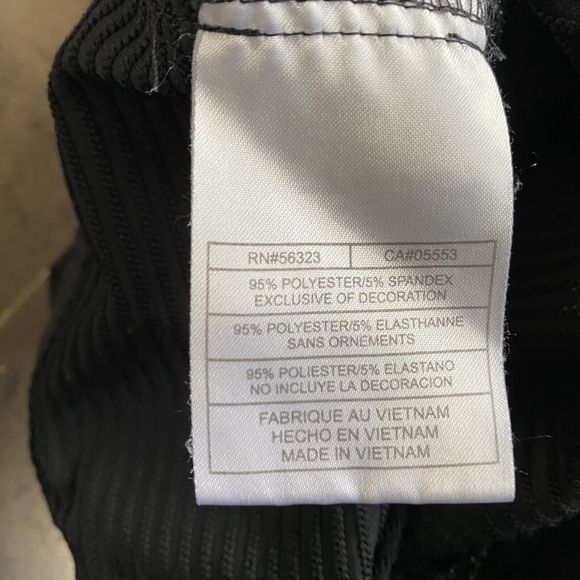 RN#56323 CA#05553
95% POLYESTER/5% SPANDEX
EXCLUSIVE OF DECORATION
95% POLYESTER/5% ELASTHANNE
SANS ORNEMENTS
95% POLIESTER/5% ELASTANO
NO INCLUYE LA DECORACION
FABRIQUE AU VIETNAM
HECHO EN VIETNAM
MADE IN VIETNAM